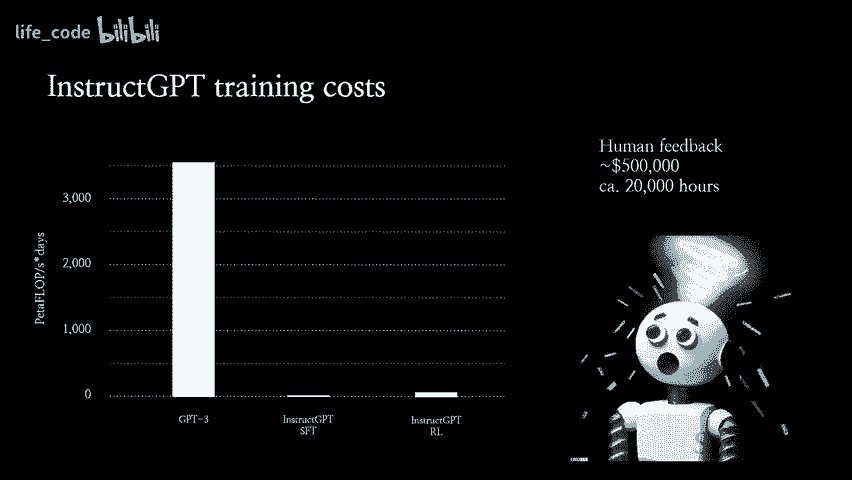 life_code bilibili
InstructGPT training costs
Human feedback
~$500,000
ca. 20,000 hours
PetaFLOP/s*days
3,000
2,000
1,000
0
GPT-3
InstructGPT
SFT
InstructGPT
RL